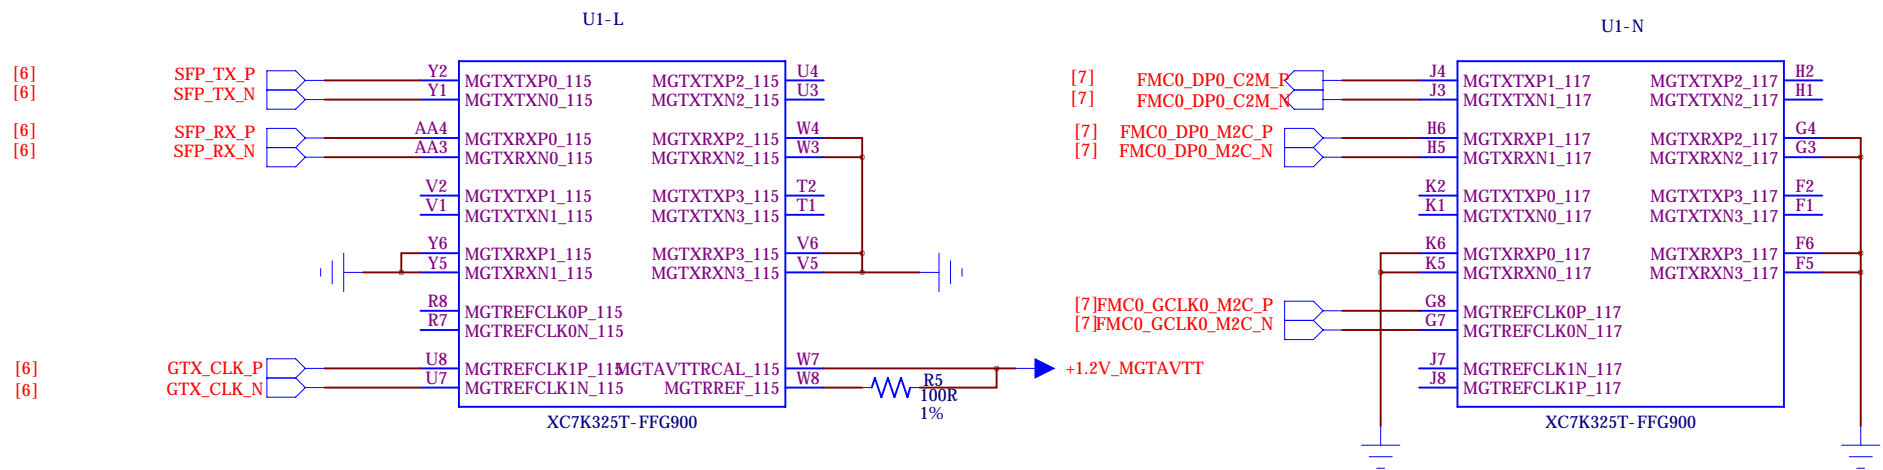 U1-L
[6] SFP_TX_P Y2 MGTXTXP0_115 MGTXTXP2_115 U4
[6] SFP_TX_N Y1 MGTXTXN0_115 MGTXTXN2_115 U3
[6] SFP_RX_P AA4 MGTXRXP0_115 MGTXRXP2_115 W4
[6] SFP_RX_N AA3 MGTXRXN0_115 MGTXRXN2_115 W3
V2 MGTXTXP1_115 MGTXTXP3_115 T2
V1 MGTXTXN1_115 MGTXTXN3_115 T1
Y6 MGTXRXP1_115 MGTXRXP3_115 V6
Y5 MGTXRXN1_115 MGTXRXN3_115 V5
R8 MGTREFCLK0P_115
R7 MGTREFCLK0N_115
[6] GTX_CLK_P U8 MGTREFCLK1P_115 MGTAVTTRCAL_115 W7 +1.2V_MGTAVTT
[6] GTX_CLK_N U7 MGTREFCLK1N_115 MGTRREF_115 W8 R5
100R
1%
XC7K325T-FFG900
U1-N
[7] FMC0_DP0_C2M_P J4 MGTXTXP1_117 MGTXTXP2_117 H2
[7] FMC0_DP0_C2M_N J3 MGTXTXN1_117 MGTXTXN2_117 H1
[7] FMC0_DP0_M2C_P H6 MGTXRXP1_117 MGTXRXP2_117 G4
[7] FMC0_DP0_M2C_N H5 MGTXRXN1_117 MGTXRXN2_117 G3
K2 MGTXTXP0_117 MGTXTXP3_117 F2
K1 MGTXTXN0_117 MGTXTXN3_117 F1
K6 MGTXRXP0_117 MGTXRXP3_117 F6
K5 MGTXRXN0_117 MGTXRXN3_117 F5
[7]FMC0_GCLK0_M2C_P G8 MGTREFCLK0P_117
[7]FMC0_GCLK0_M2C_N G7 MGTREFCLK0N_117
J7 MGTREFCLK1N_117
J8 MGTREFCLK1P_117
XC7K325T-FFG900